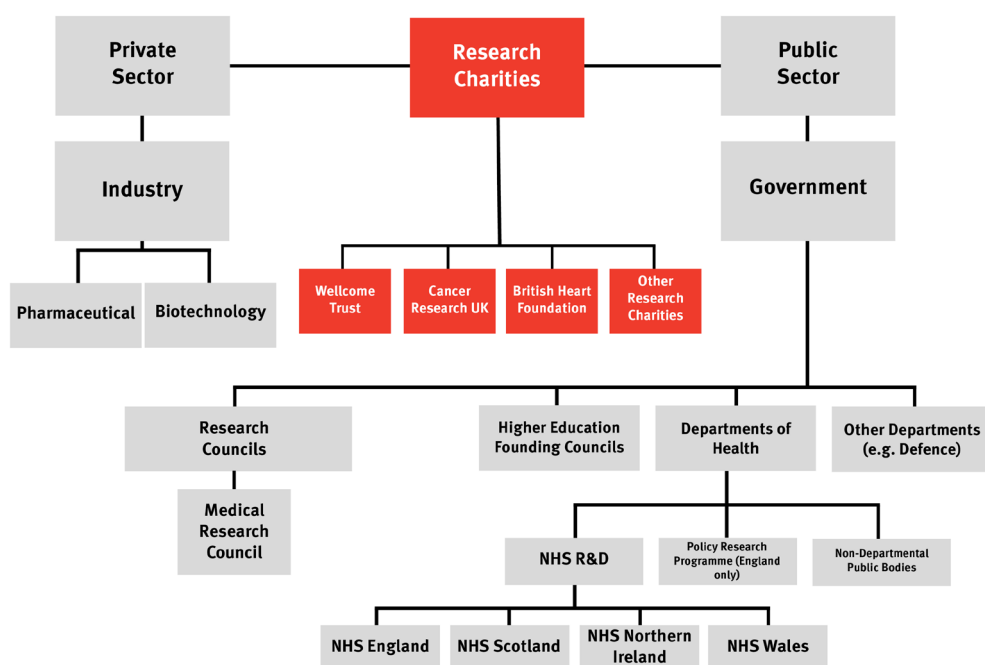 Private
Sector
Research
Charities
Public
Sector
Industry
Government
Pharmaceutical
Biotechnology
Wellcome
Trust
Cancer
Research UK
British Heart
Foundation
Other
Research
Charities
Research
Councils
Higher Education
Founding Councils
Departments of
Health
Other Departments
(e.g. Defence)
Medical
Research
Council
NHS R&D
Policy Research
Programme (England
only)
Non-Departmental
Public Bodies
NHS England
NHS Scotland
NHS Northern
Ireland
NHS Wales